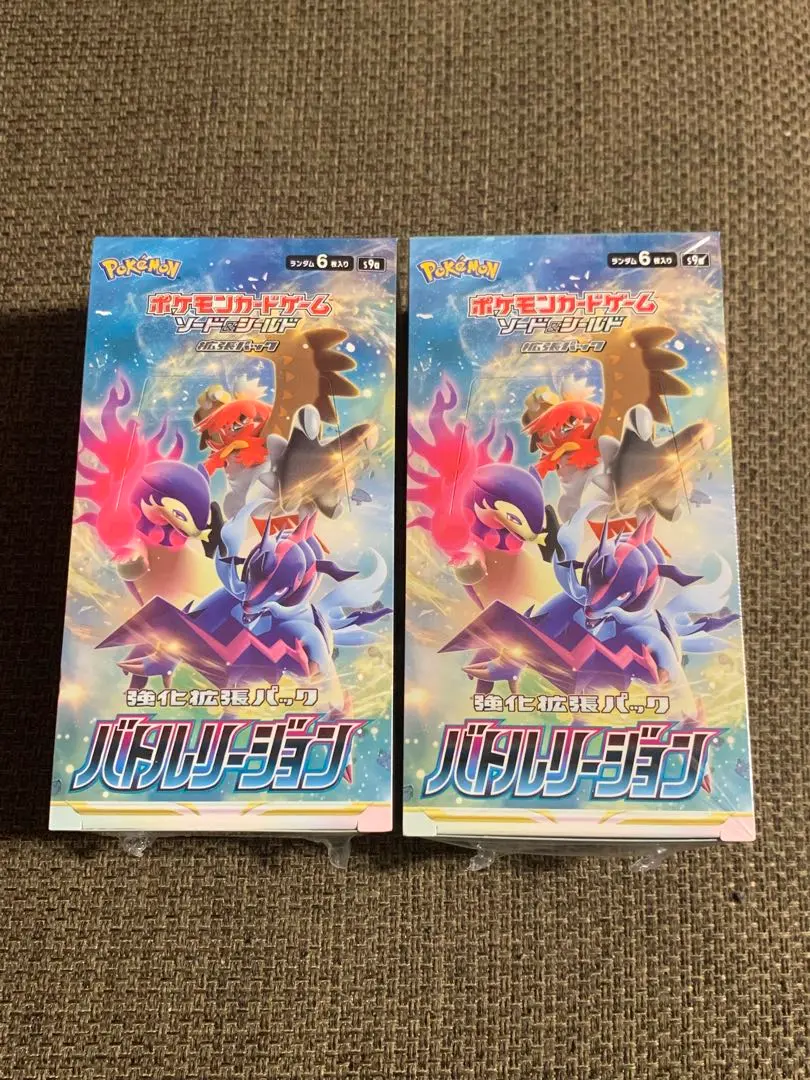 Pokémon
ランダム6枚入り s9a
ポケモンカードゲーム
ソード&シールド
拡張パック
強化拡張パック
バトルリージョン
Pokémon
ランダム6枚入り s9a
ポケモンカードゲーム
ソード&シールド
拡張パック
強化拡張パック
バトルリージョン